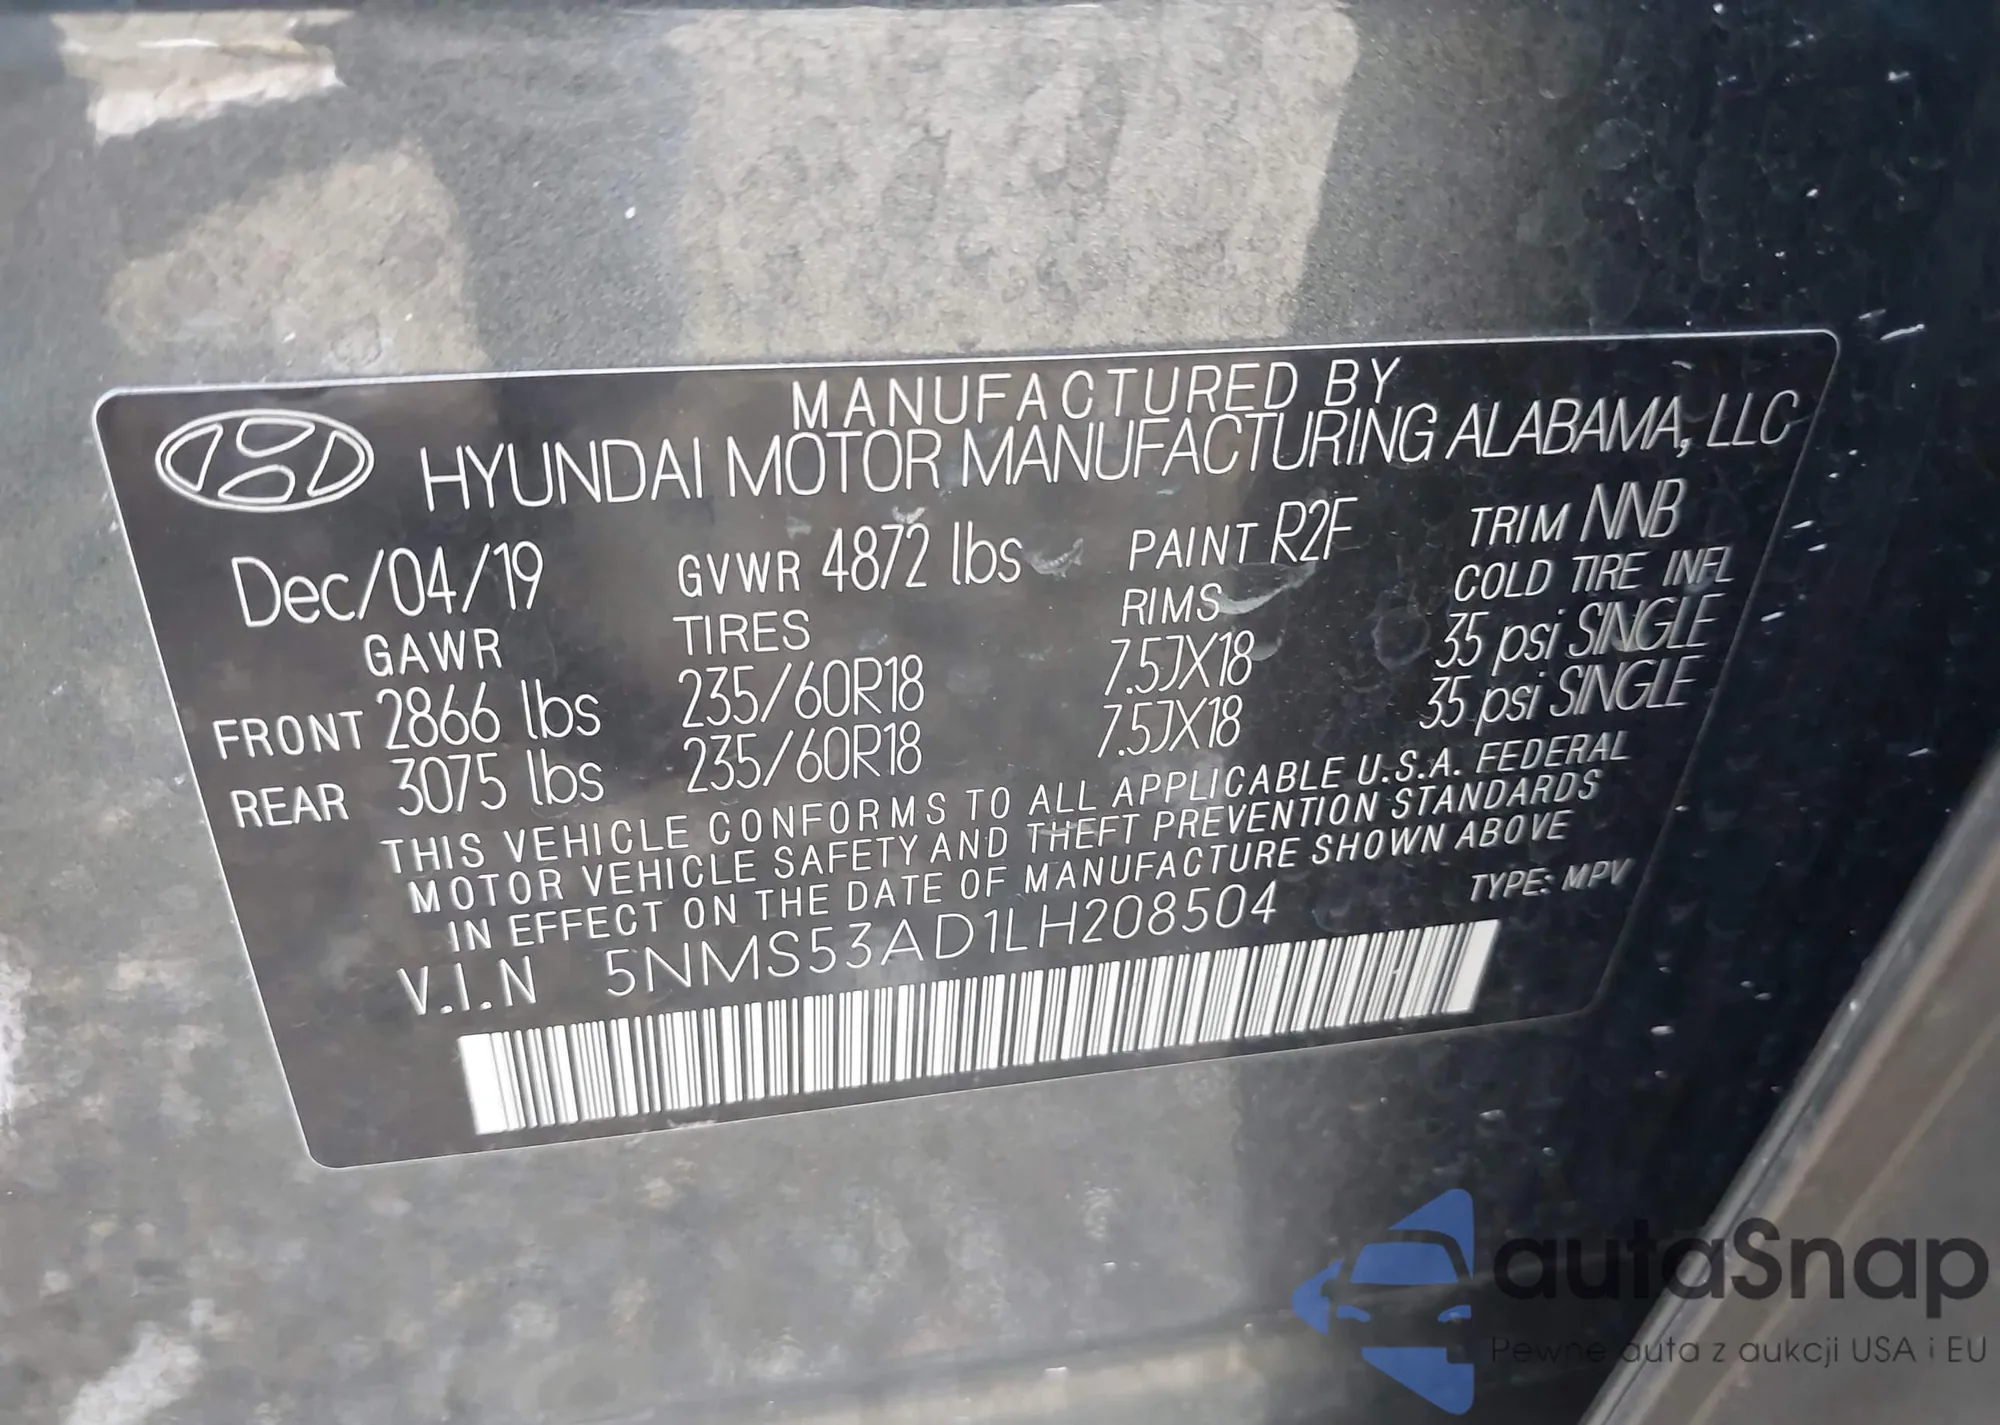 MANUFACTURED BY
HYUNDAI MOTOR MANUFACTURING ALABAMA, LLC
Dec/04/19 GVWR 4872 lbs PAINT R2F TRIM NNB
GAWR TIRES RIMS COLD TIRE INFL
FRONT 2866 lbs 235/60R18 7.5JX18 35 psi SINGLE
REAR 3075 lbs 235/60R18 7.5JX18 35 psi SINGLE
THIS VEHICLE CONFORMS TO ALL APPLICABLE U.S.A. FEDERAL
MOTOR VEHICLE SAFETY AND THEFT PREVENTION STANDARDS
IN EFFECT ON THE DATE OF MANUFACTURE SHOWN ABOVE
V.I.N 5NMS53AD1LH208504 TYPE: MPV
autaSnap
Pewne auta z aukcji USA i EU